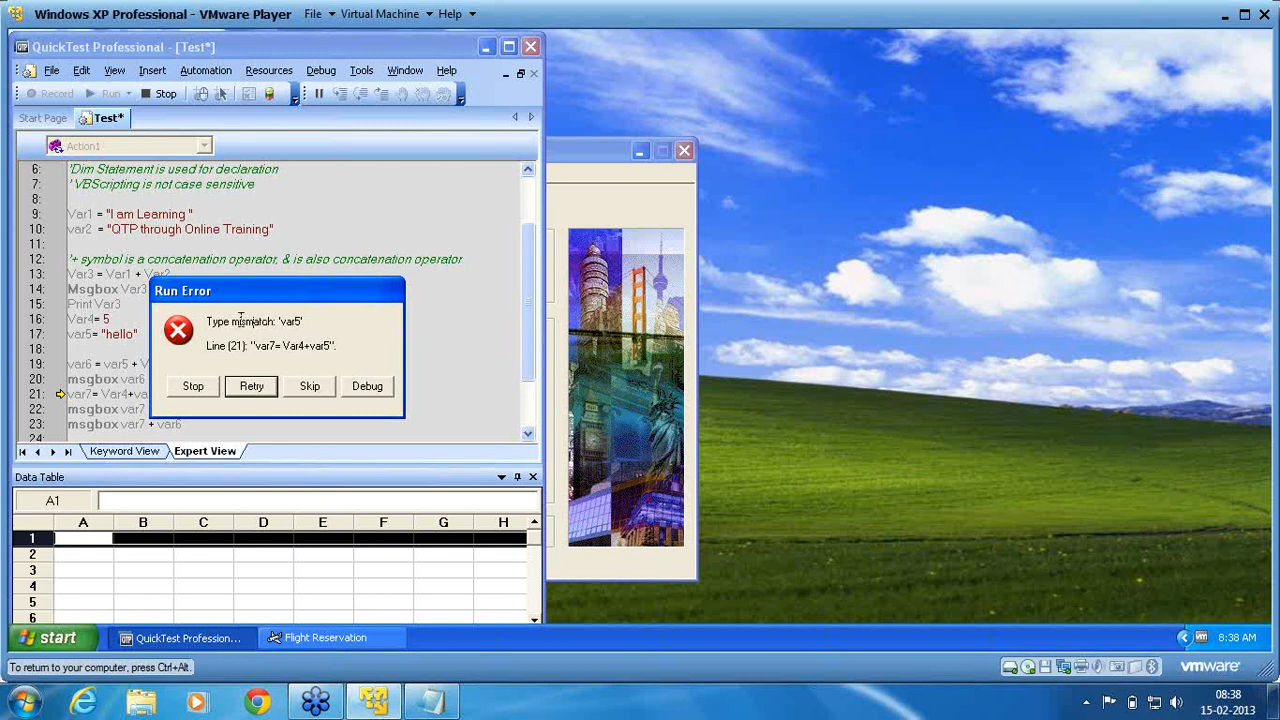 Windows XP Professional - VMware Player File Virtual Machine Help
QuickTest Professional - [Test*]
File Edit View Insert Automation Resources Debug Tools Window Help
Record Run Stop
Start Page Test*
Action1
6: 'Dim Statement is used for declaration
7: ' VBScripting is not case sensitive
8:
9: Var1 = "I am Learning "
10: var2 = "QTP through Online Training"
11:
12: '+ symbol is a concatenation operator, & is also concatenation operator
13: Var3 = Var1 + Var2
14: Msgbox Var3
15: Print Var3
16: Var4= 5
17: var5= "hello"
18:
19: var6 = var5 + V
20: msgbox var6
21: var7= Var4+va
22: msgbox var7
23: msgbox var7 + var6
24:
Run Error
Type mismatch: 'var5'
Line (21): "var7= Var4+var5".
Stop Retry Skip Debug
Keyword View Expert View
Data Table
A1
A B C D E F G H
1
2
3
4
5
6
start QuickTest Profession... Flight Reservation 8:38 AM
To return to your computer, press Ctrl+Alt. vmware
08:38
15-02-2013